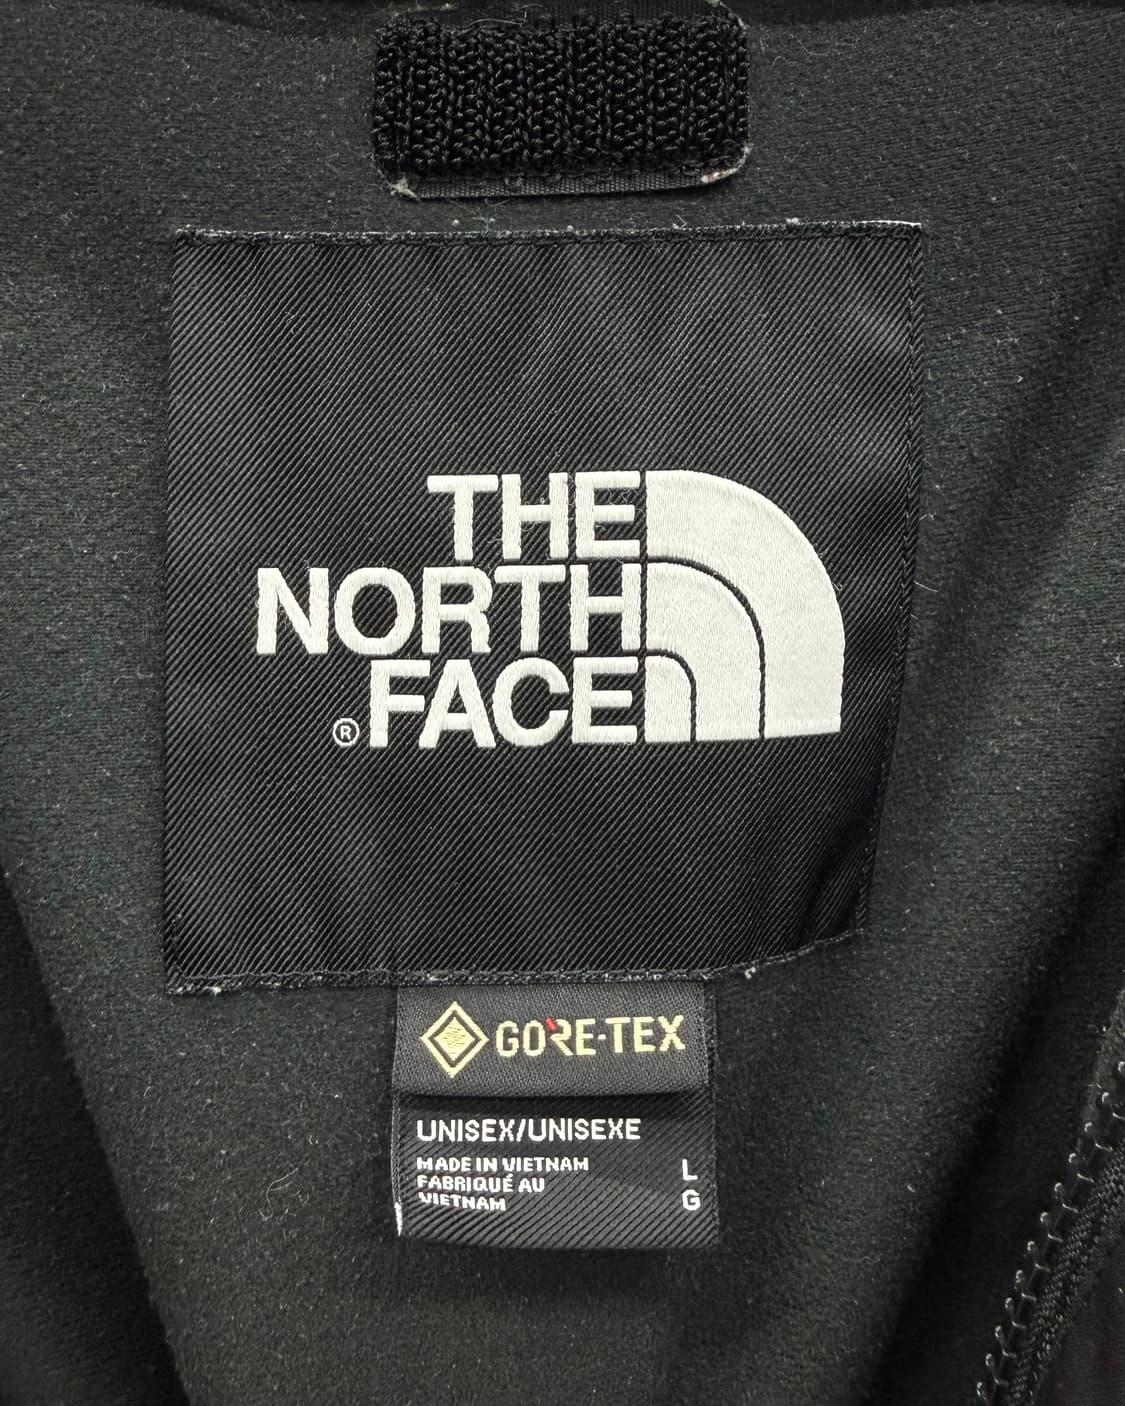 THE
NORTH
FACE
®
GORE-TEX
UNISEX/UNISEXE
MADE IN VIETNAM
FABRIQUÉ AU
VIETNAM
L
G